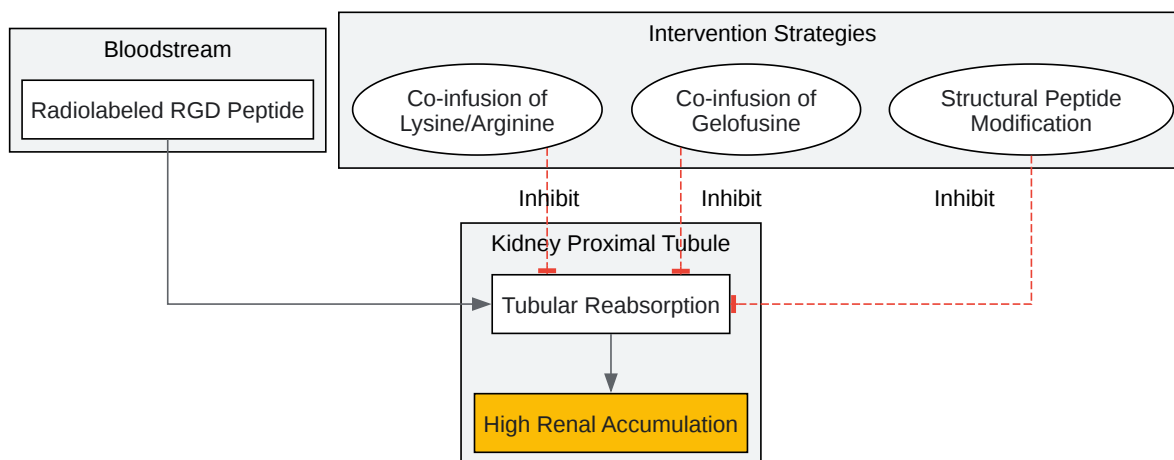 Bloodstream
Radiolabeled RGD Peptide
Intervention Strategies
Co-infusion of
Lysine/Arginine
Co-infusion of
Gelofusine
Structural Peptide
Modification
Inhibit
Inhibit
Inhibit
Kidney Proximal Tubule
Tubular Reabsorption
High Renal Accumulation